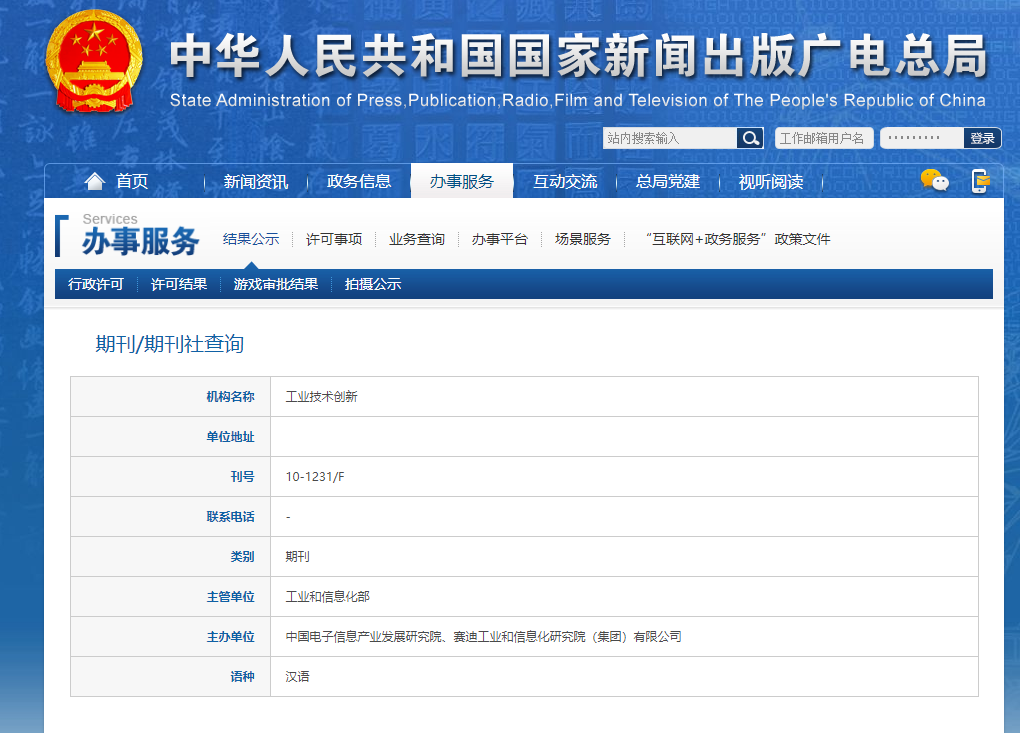 中华人民共和国国家新闻出版广电总局
State Administration of Press,Publication,Radio,Film and Television of The People's Republic of China
站内搜索输入 工作邮箱用户名 ········· 登录
首页 新闻资讯 政务信息 办事服务 互动交流 总局党建 视听阅读
Services
办事服务 结果公示 许可事项 业务查询 办事平台 场景服务 “互联网+政务服务”政策文件
行政许可 许可结果 游戏审批结果 拍摄公示
期刊/期刊社查询
机构名称 工业技术创新
单位地址
刊号 10-1231/F
联系电话 -
类别 期刊
主管单位 工业和信息化部
主办单位 中国电子信息产业发展研究院、赛迪工业和信息化研究院（集团）有限公司
语种 汉语